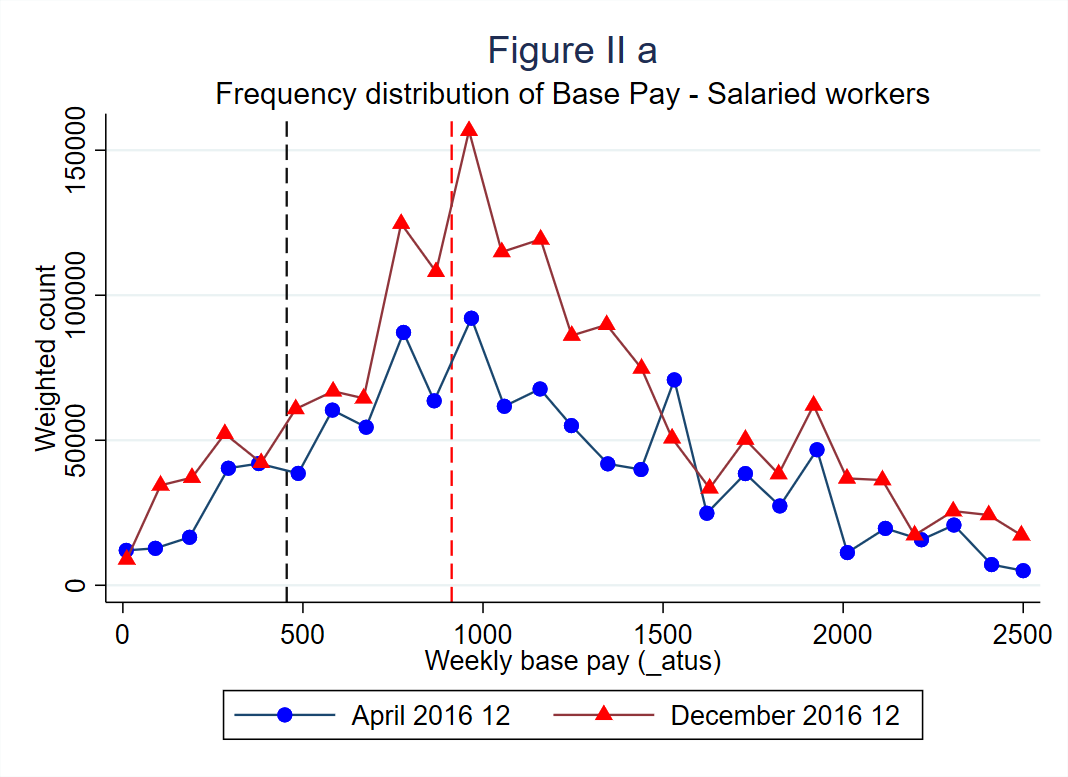 Figure II a
Frequency distribution of Base Pay - Salaried workers
Weighted count
150000
100000
50000
0
0 500 1000 1500 2000 2500
Weekly base pay (_atus)
April 2016 12 December 2016 12